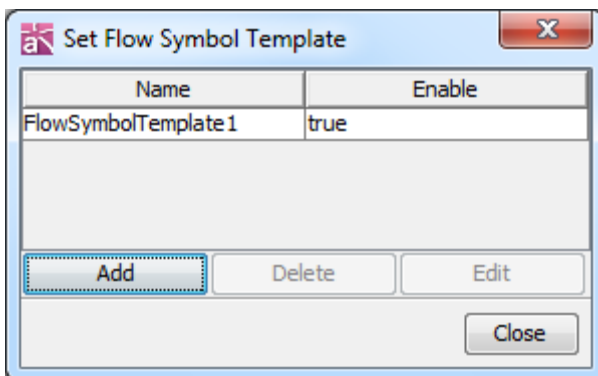 Set Flow Symbol Template
Name Enable
FlowSymbolTemplate1 true
Add Delete Edit
Close